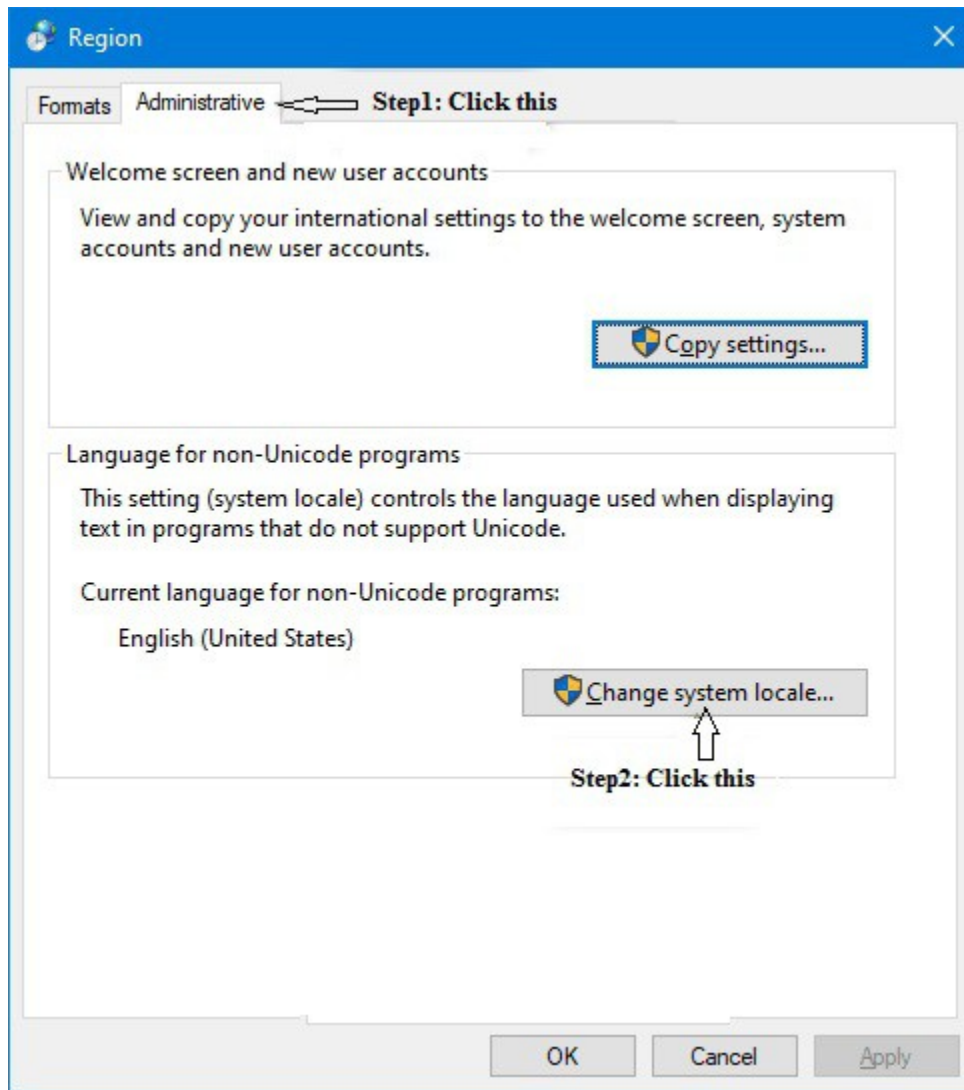 Region
Formats
Administrative
Step1: Click this
Welcome screen and new user accounts
View and copy your international settings to the welcome screen, system
accounts and new user accounts.
Copy settings...
Language for non-Unicode programs
This setting (system locale) controls the language used when displaying
text in programs that do not support Unicode.
Current language for non-Unicode programs:
English (United States)
Change system locale...
Step2: Click this
OK
Cancel
Apply